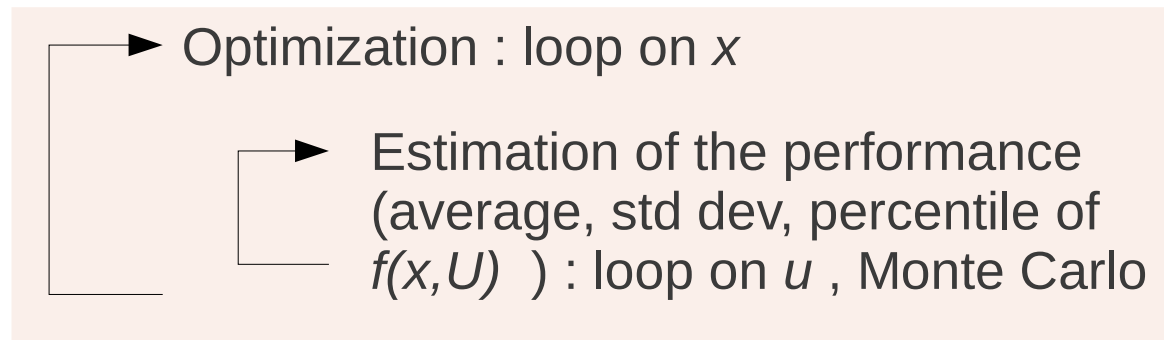 Optimization : loop on x
Estimation of the performance
(average, std dev, percentile of
f(x,U) ) : loop on u , Monte Carlo